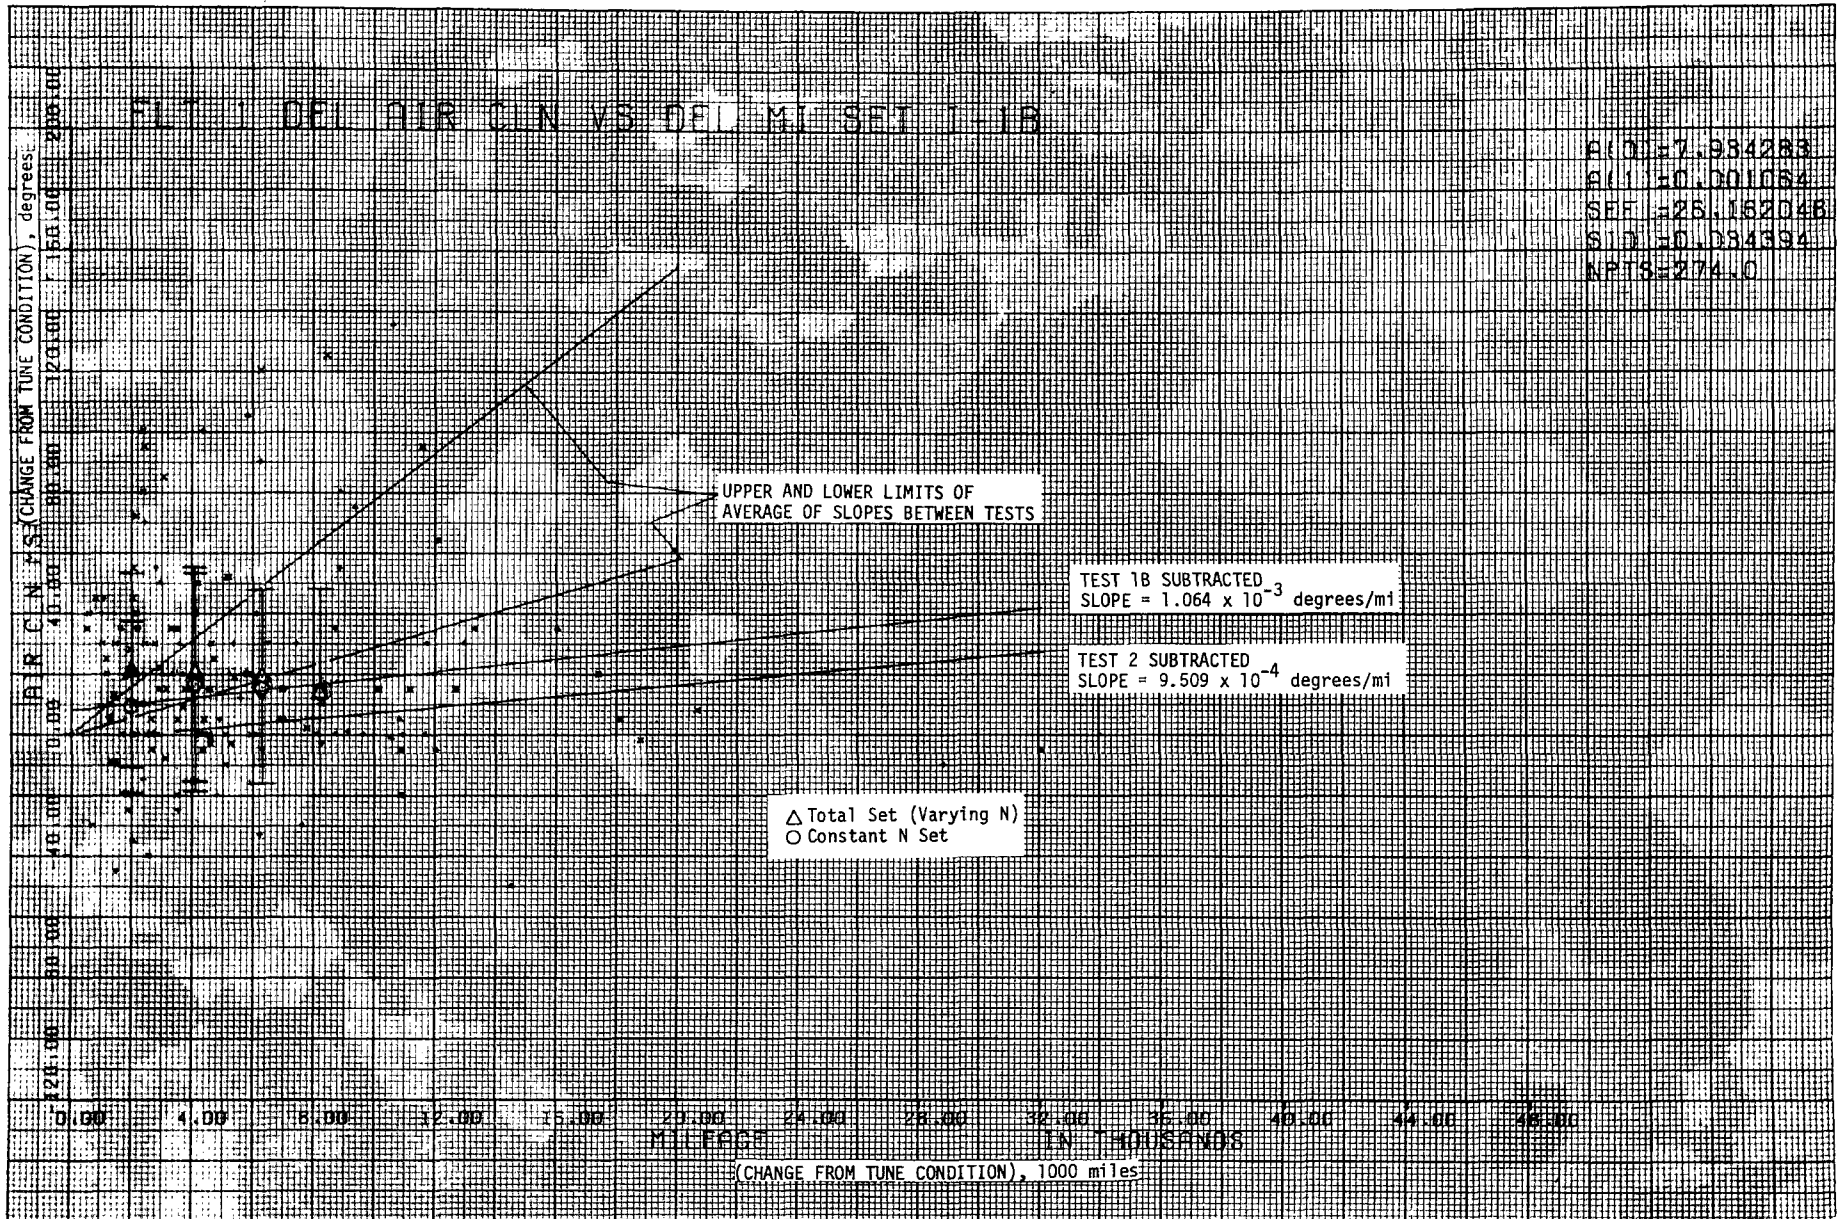 FLT 1 DEL AIR CLN VS DEL MI SET I-1B
A(0)=7.934283
A(1)=0.001064
SEE =26.162046
NPTS=274.0
AIR CLN MS
(CHANGE FROM TUNE CONDITION), degrees
200.00
160.00
120.00
80.00
40.00
0.00
-40.00
-80.00
-120.00
UPPER AND LOWER LIMITS OF
AVERAGE OF SLOPES BETWEEN TESTS
TEST 1B SUBTRACTED
SLOPE = 1.064 x 10⁻³ degrees/mi
TEST 2 SUBTRACTED
SLOPE = 9.509 x 10⁻⁴ degrees/mi
△ Total Set (Varying N)
○ Constant N Set
0.00 4.00 8.00 12.00 16.00 20.00 24.00 28.00 32.00 36.00 40.00 44.00 48.00
MILEAGE IN THOUSANDS
(CHANGE FROM TUNE CONDITION), 1000 miles